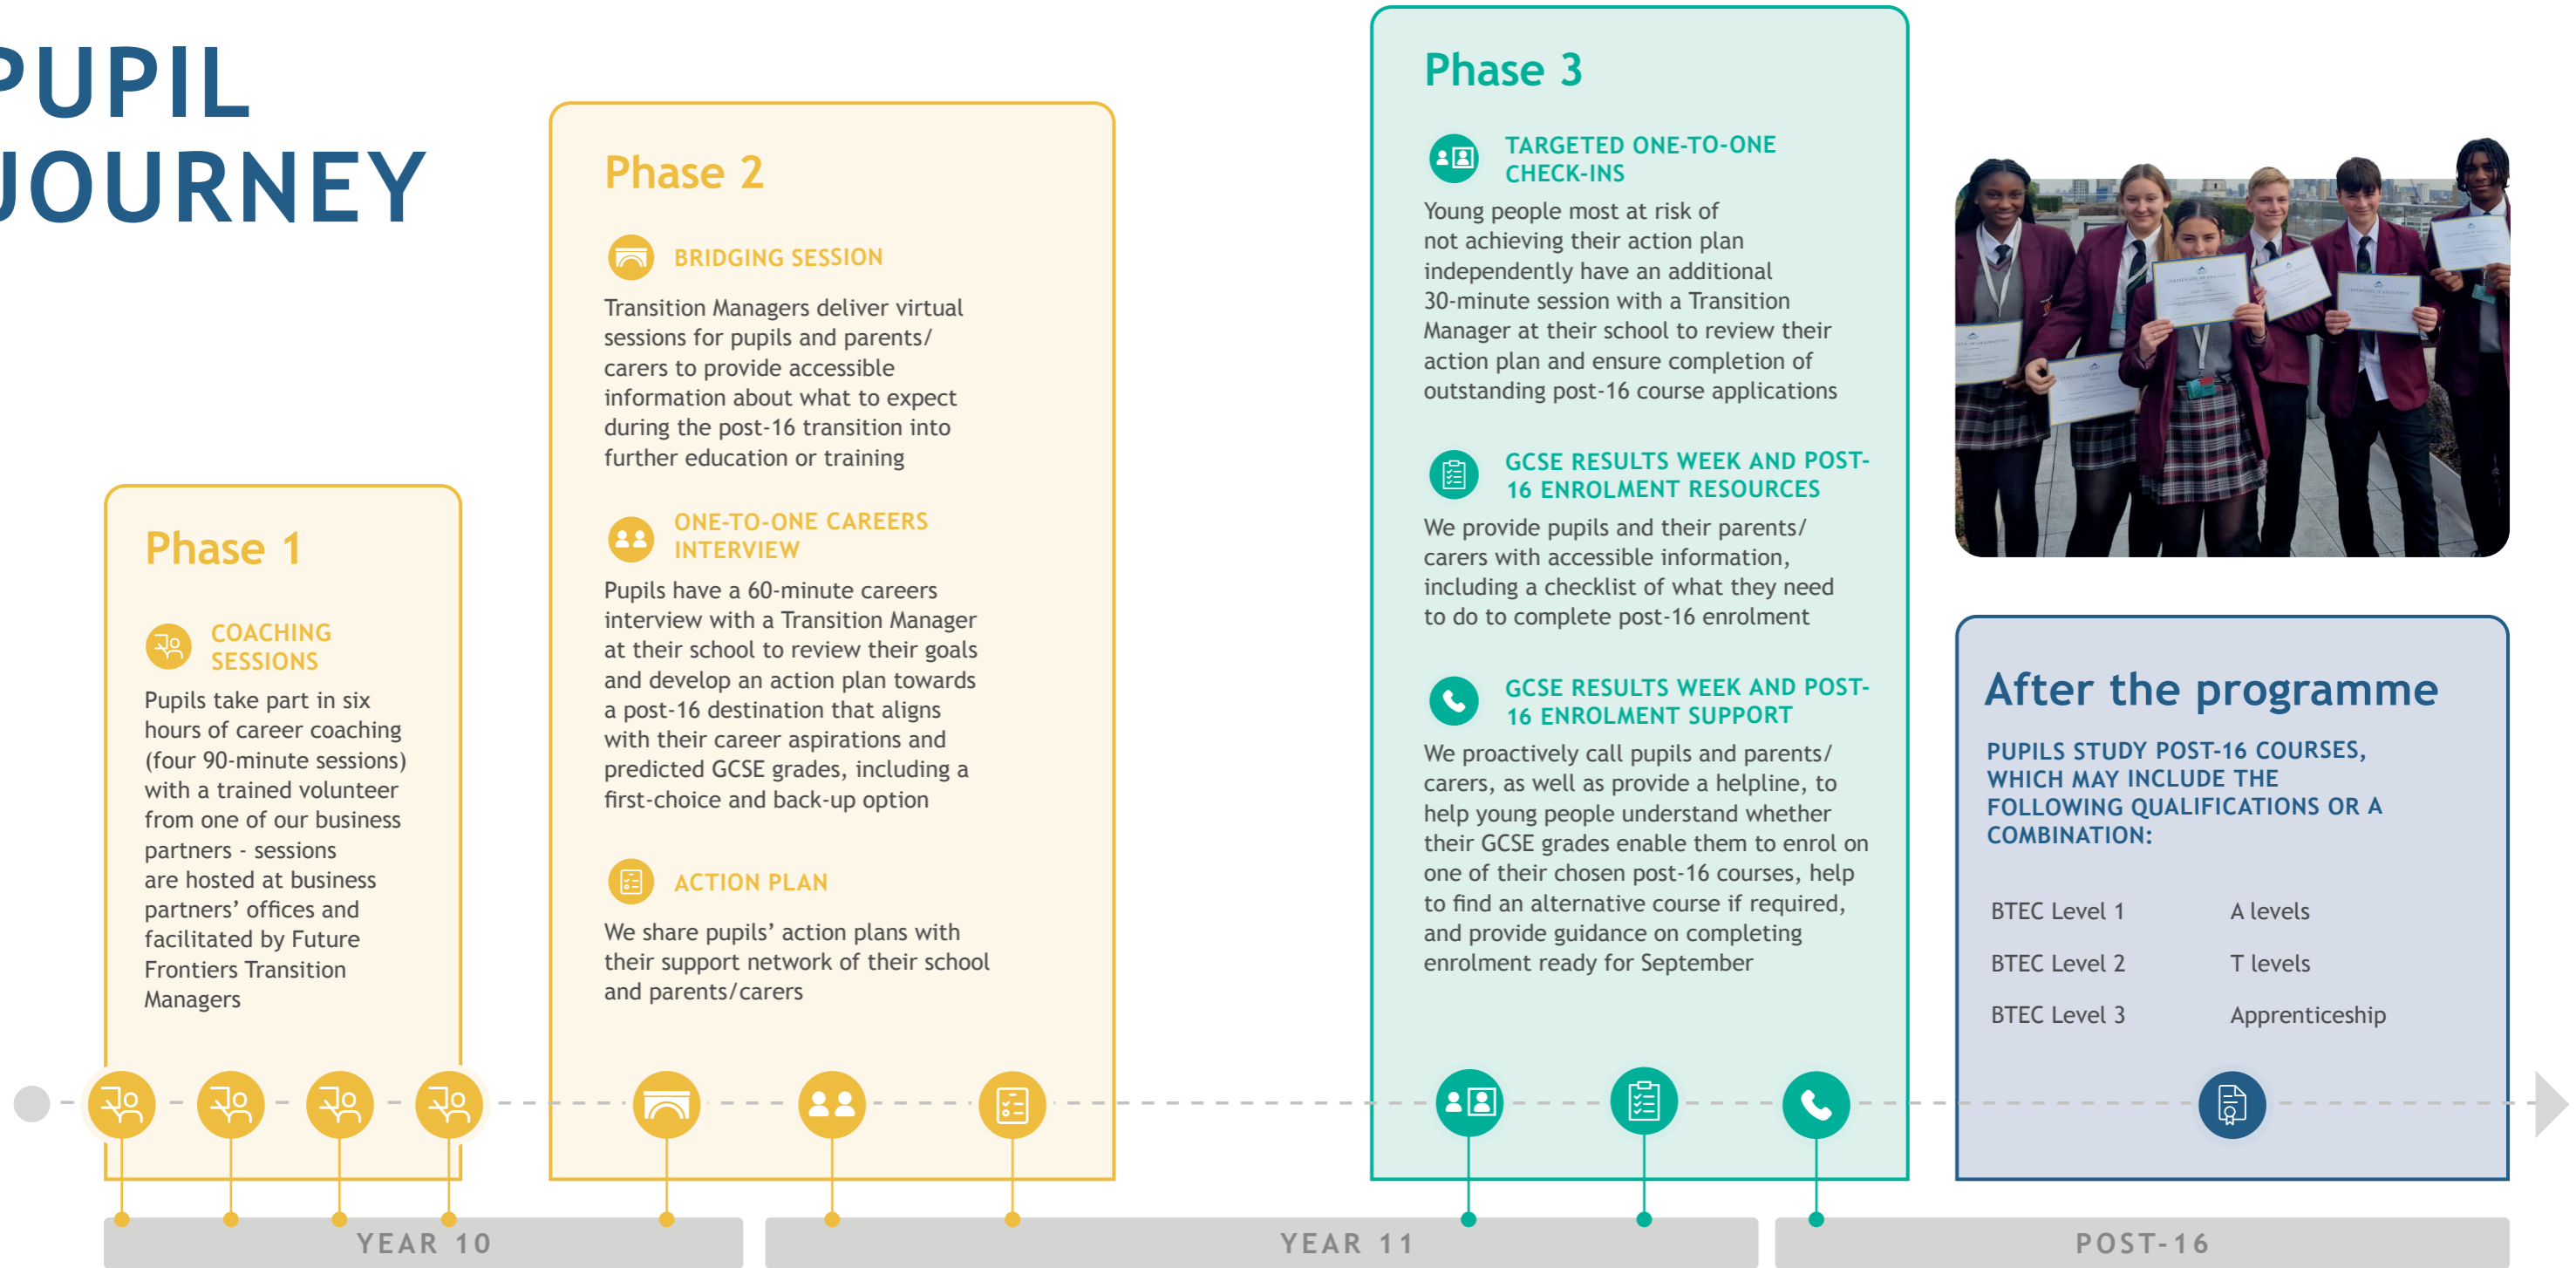 PUPIL
JOURNEY
Phase 1
COACHING
SESSIONS
Pupils take part in six
hours of career coaching
(four 90-minute sessions)
with a trained volunteer
from one of our business
partners - sessions
are hosted at business
partners' offices and
facilitated by Future
Frontiers Transition
Managers
Phase 2
BRIDGING SESSION
Transition Managers deliver virtual
sessions for pupils and parents/
carers to provide accessible
information about what to expect
during the post-16 transition into
further education or training
ONE-TO-ONE CAREERS
INTERVIEW
Pupils have a 60-minute careers
interview with a Transition Manager
at their school to review their goals
and develop an action plan towards
a post-16 destination that aligns
with their career aspirations and
predicted GCSE grades, including a
first-choice and back-up option
ACTION PLAN
We share pupils' action plans with
their support network of their school
and parents/carers
Phase 3
TARGETED ONE-TO-ONE
CHECK-INS
Young people most at risk of
not achieving their action plan
independently have an additional
30-minute session with a Transition
Manager at their school to review their
action plan and ensure completion of
outstanding post-16 course applications
GCSE RESULTS WEEK AND POST-
16 ENROLMENT RESOURCES
We provide pupils and their parents/
carers with accessible information,
including a checklist of what they need
to do to complete post-16 enrolment
GCSE RESULTS WEEK AND POST-
16 ENROLMENT SUPPORT
We proactively call pupils and parents/
carers, as well as provide a helpline, to
help young people understand whether
their GCSE grades enable them to enrol on
one of their chosen post-16 courses, help
to find an alternative course if required,
and provide guidance on completing
enrolment ready for September
After the programme
PUPILS STUDY POST-16 COURSES,
WHICH MAY INCLUDE THE
FOLLOWING QUALIFICATIONS OR A
COMBINATION:
BTEC Level 1
A levels
BTEC Level 2
T levels
BTEC Level 3
Apprenticeship
YEAR 10
YEAR 11
POST-16